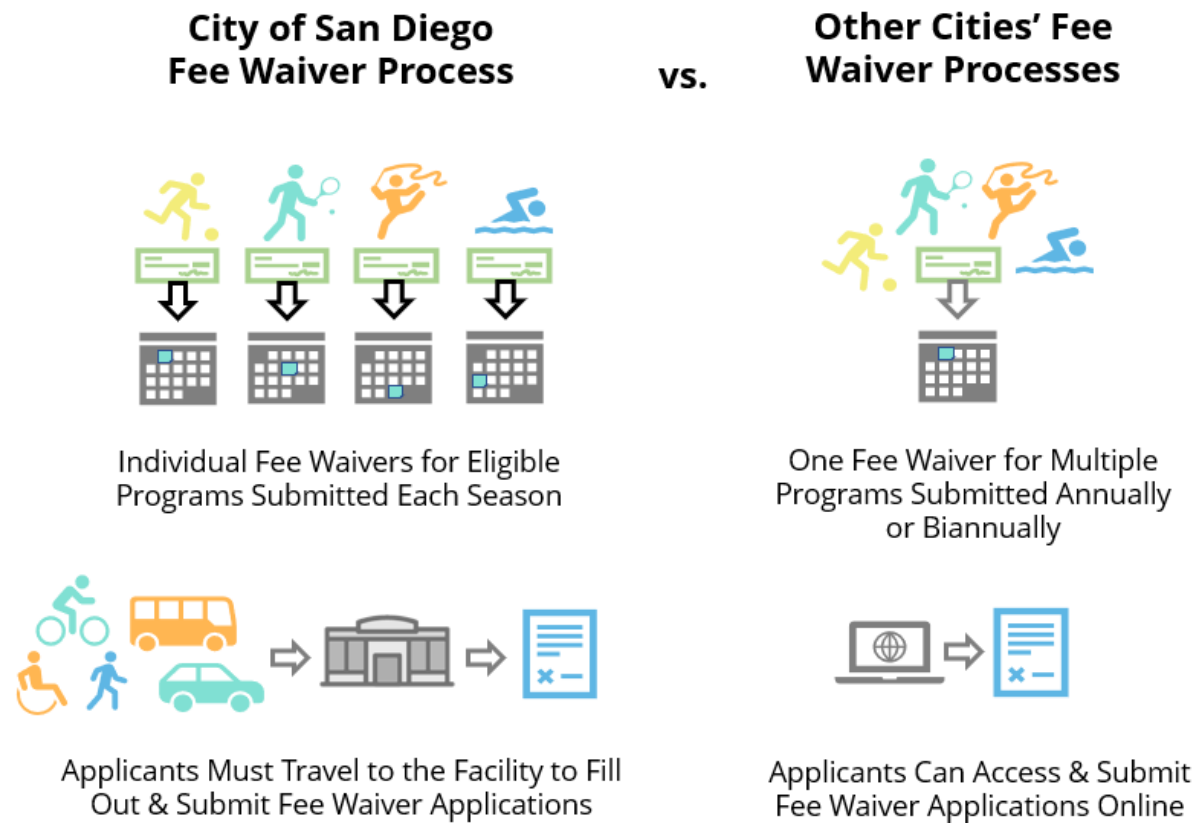 City of San Diego
Fee Waiver Process
vs.
Other Cities’ Fee
Waiver Processes
Individual Fee Waivers for Eligible
Programs Submitted Each Season
One Fee Waiver for Multiple
Programs Submitted Annually
or Biannually
Applicants Must Travel to the Facility to Fill
Out & Submit Fee Waiver Applications
Applicants Can Access & Submit
Fee Waiver Applications Online